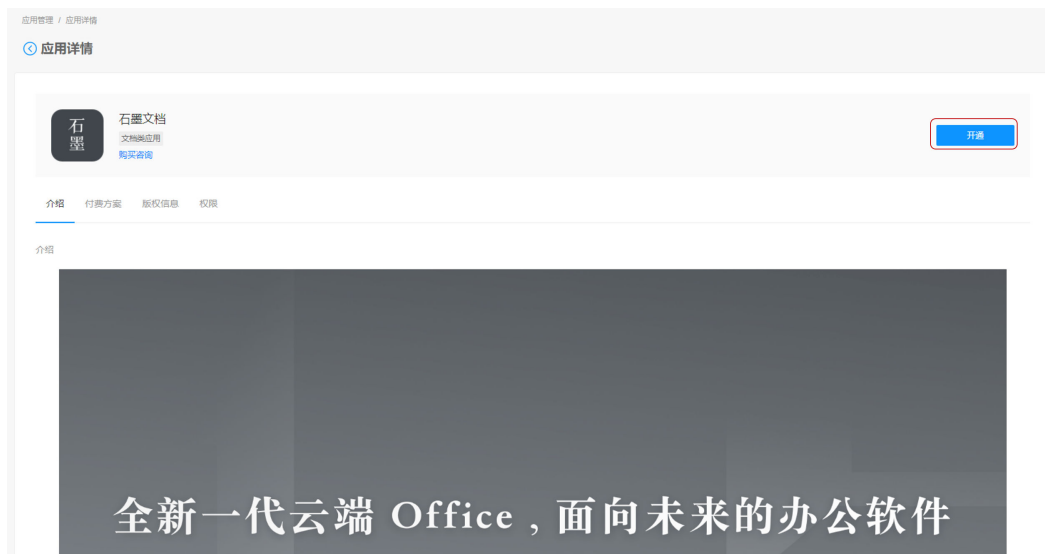 应用管理 / 应用详情
应用详情
石墨
石墨文档
文档类应用
购买咨询
开通
介绍 付费方案 版权信息 权限
介绍
全新一代云端 Office , 面向未来的办公软件